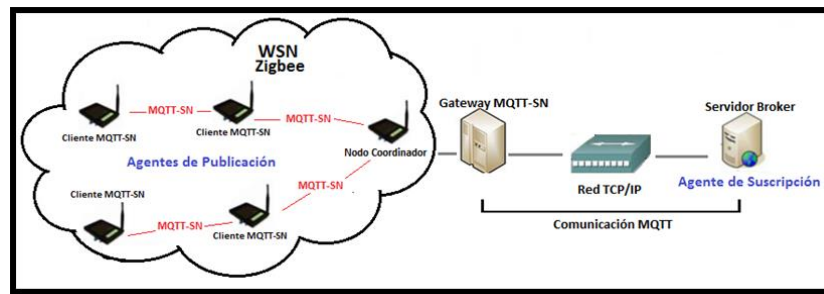 WSN
Zigbee
MQTT-SN
MQTT-SN
Cliente MQTT-SN
Cliente MQTT-SN
Nodo Coordinador
Agentes de Publicación
MQTT-SN
Cliente MQTT-SN
MQTT-SN
Cliente MQTT-SN
Gateway MQTT-SN
Servidor Broker
Red TCP/IP
Agente de Suscripción
Comunicación MQTT